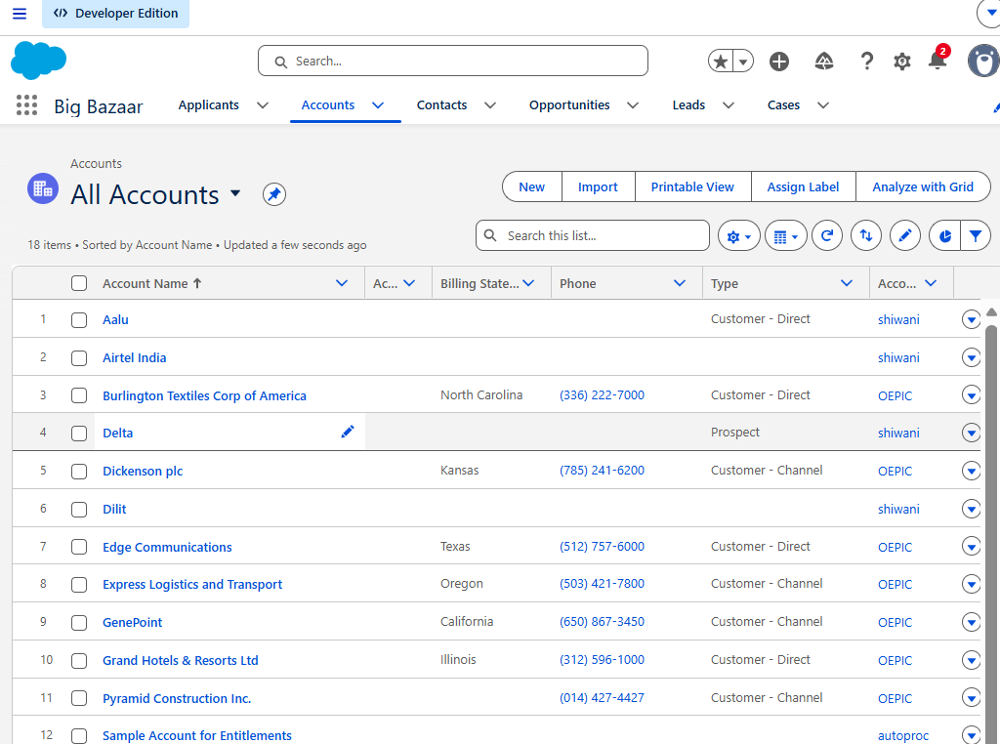 </> Developer Edition
Search...
2
Big Bazaar Applicants Accounts Contacts Opportunities Leads Cases
Accounts
All Accounts
New Import Printable View Assign Label Analyze with Grid
18 items • Sorted by Account Name • Updated a few seconds ago
Search this list...
Account Name ↑ Ac... Billing State... Phone Type Acco...
1 Aalu Customer - Direct shiwani
2 Airtel India shiwani
3 Burlington Textiles Corp of America North Carolina (336) 222-7000 Customer - Direct OEPIC
4 Delta Prospect shiwani
5 Dickenson plc Kansas (785) 241-6200 Customer - Channel OEPIC
6 Dilit shiwani
7 Edge Communications Texas (512) 757-6000 Customer - Direct OEPIC
8 Express Logistics and Transport Oregon (503) 421-7800 Customer - Channel OEPIC
9 GenePoint California (650) 867-3450 Customer - Channel OEPIC
10 Grand Hotels & Resorts Ltd Illinois (312) 596-1000 Customer - Direct OEPIC
11 Pyramid Construction Inc. (014) 427-4427 Customer - Channel OEPIC
12 Sample Account for Entitlements autoproc